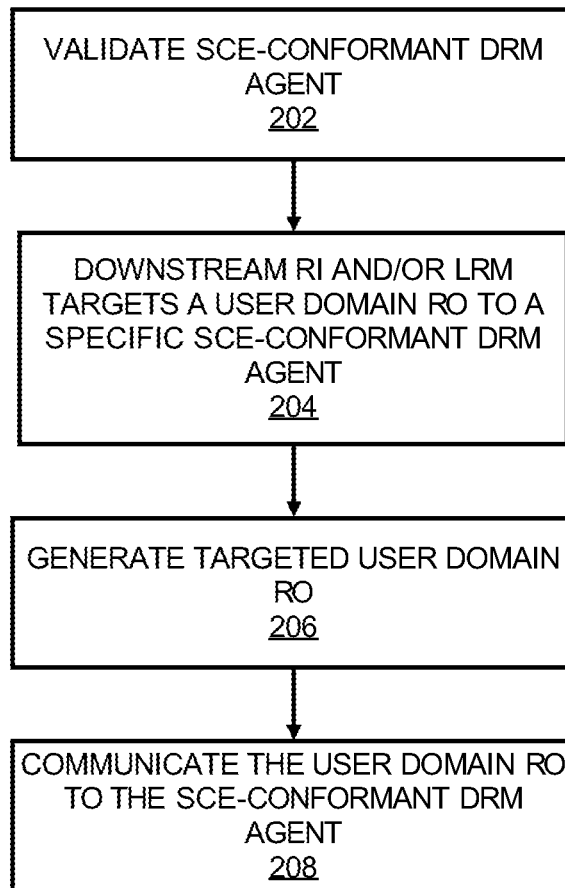 VALIDATE SCE-CONFORMANT DRM
AGENT
202
DOWNSTREAM RI AND/OR LRM
TARGETS A USER DOMAIN RO TO A
SPECIFIC SCE-CONFORMANT DRM
AGENT
204
GENERATE TARGETED USER DOMAIN
RO
206
COMMUNICATE THE USER DOMAIN RO
TO THE SCE-CONFORMANT DRM
AGENT
208